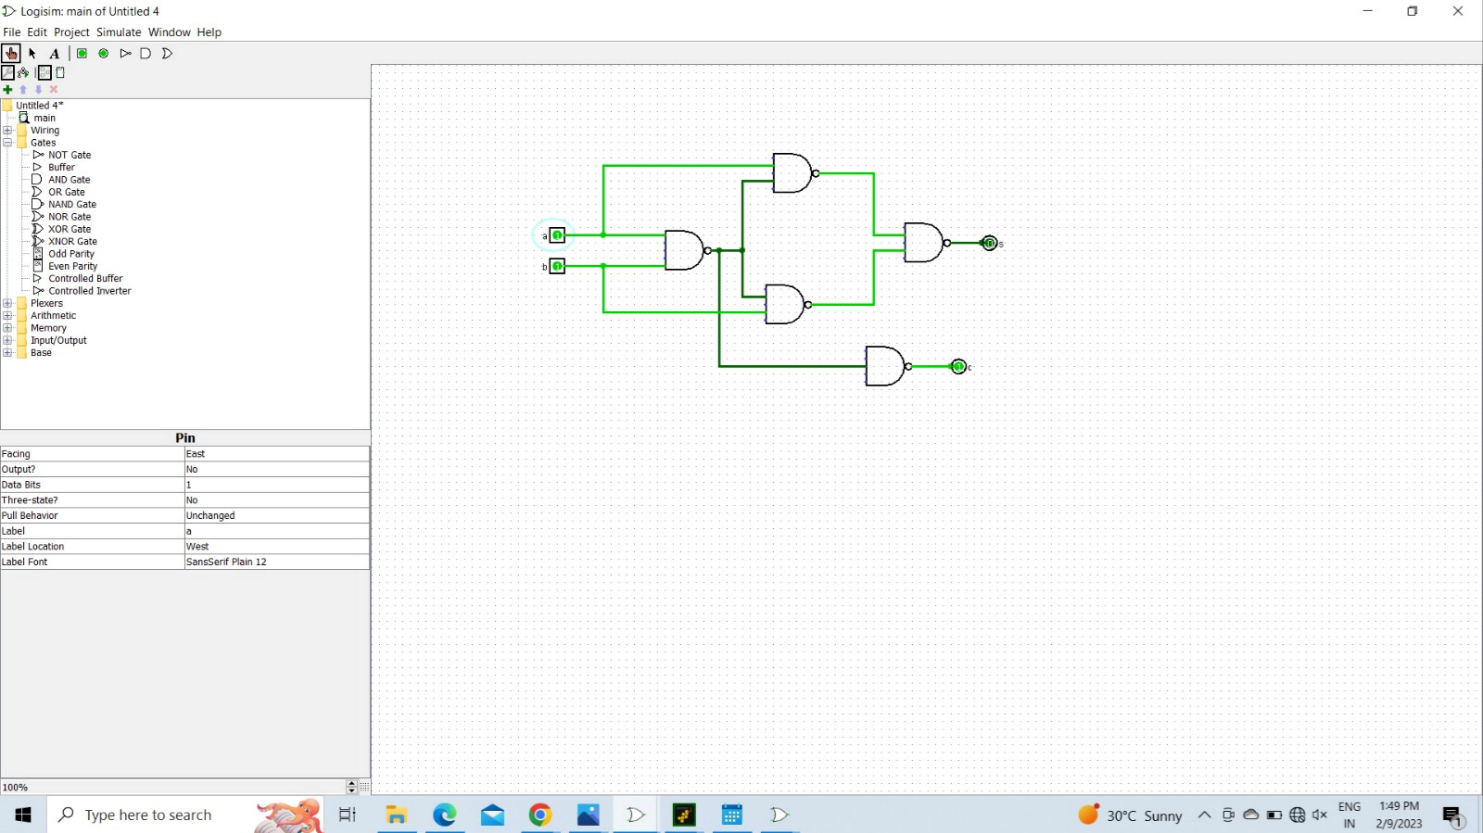 Logisim: main of Untitled 4
File Edit Project Simulate Window Help
A
Untitled 4*
main
Wiring
Gates
NOT Gate
Buffer
AND Gate
OR Gate
NAND Gate
NOR Gate
XOR Gate
XNOR Gate
Odd Parity
Even Parity
Controlled Buffer
Controlled Inverter
Plexers
Arithmetic
Memory
Input/Output
Base
Pin
Facing East
Output? No
Data Bits 1
Three-state? No
Pull Behavior Unchanged
Label a
Label Location West
Label Font SansSerif Plain 12
100%
a 1
b 1
0 s
1 c
Type here to search
30°C Sunny
ENG
IN
1:49 PM
2/9/2023
1